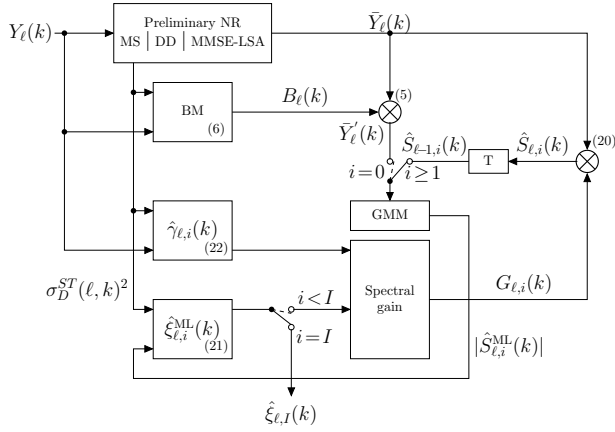 Preliminary NR
MS | DD | MMSE-LSA
Y_ℓ(k)
Ȳ_ℓ(k)
B_ℓ(k)
(5)
BM
(6)
Ȳ'_ℓ(k)
Ŝ_{ℓ−1,i}(k)
T
Ŝ_{ℓ,i}(k)
(20)
i=0
i≥1
GMM
γ̂_{ℓ,i}(k)
(22)
Spectral
gain
G_{ℓ,i}(k)
σ_D^{ST}(ℓ,k)^2
ξ̂_{ℓ,i}^{ML}(k)
(21)
i<I
i=I
|Ŝ_{ℓ,i}^{ML}(k)|
ξ̂_{ℓ,I}(k)